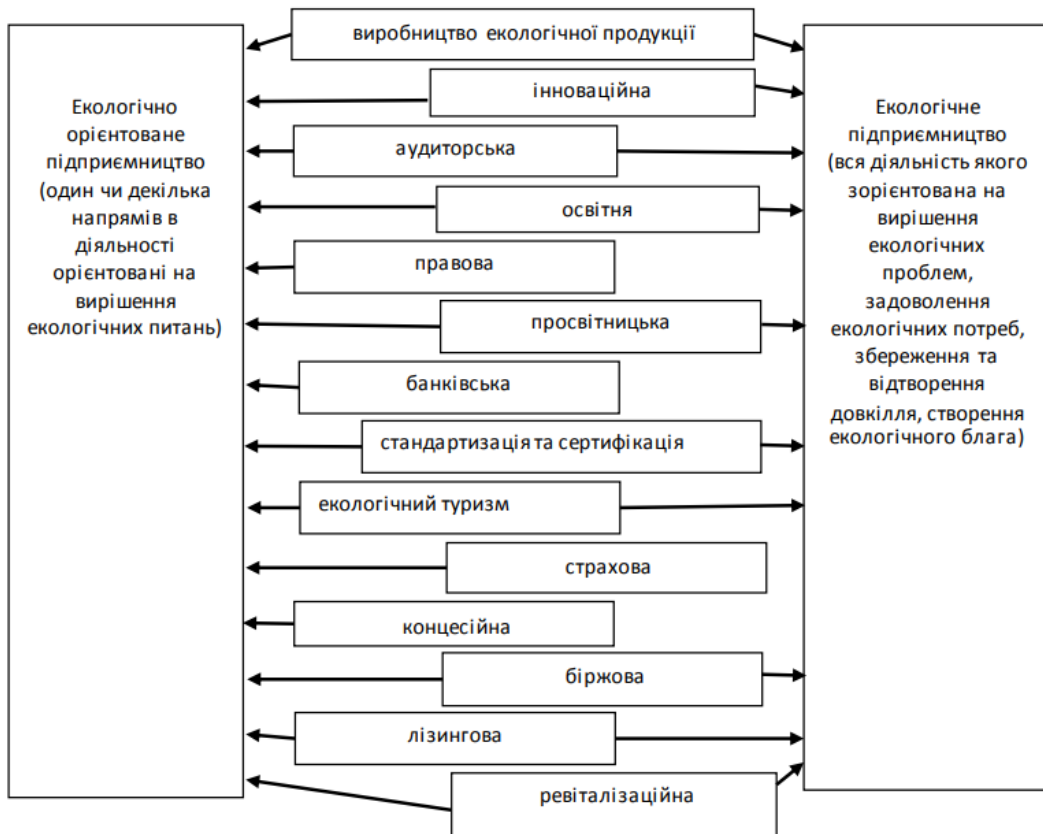 Екологічно
орієнтоване
підприємництво
(один чи декілька
напрямів в
діяльності
орієнтовані на
вирішення
екологічних питань)
виробництво екологічної продукції
інноваційна
аудиторська
освітня
правова
просвітницька
банківська
стандартизація та сертифікація
екологічний туризм
страхова
концесійна
біржова
лізингова
ревіталізаційна
Екологічне
підприємництво
(вся діяльність якого
зорієнтована на
вирішення
екологічних
проблем,
задоволення
екологічних потреб,
збереження та
відтворення
довкілля, створення
екологічного блага)